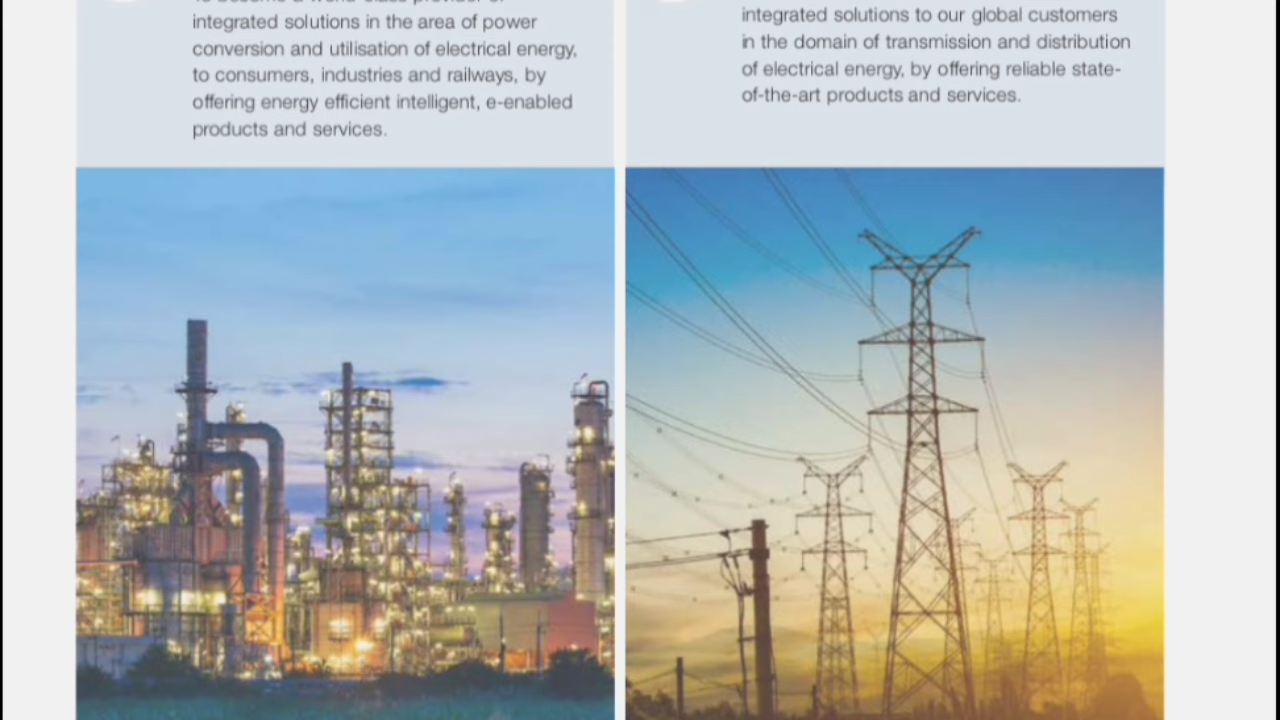 integrated solutions in the area of power
conversion and utilisation of electrical energy,
to consumers, industries and railways, by
offering energy efficient intelligent, e-enabled
products and services.
integrated solutions to our global customers
in the domain of transmission and distribution
of electrical energy, by offering reliable state-
of-the-art products and services.